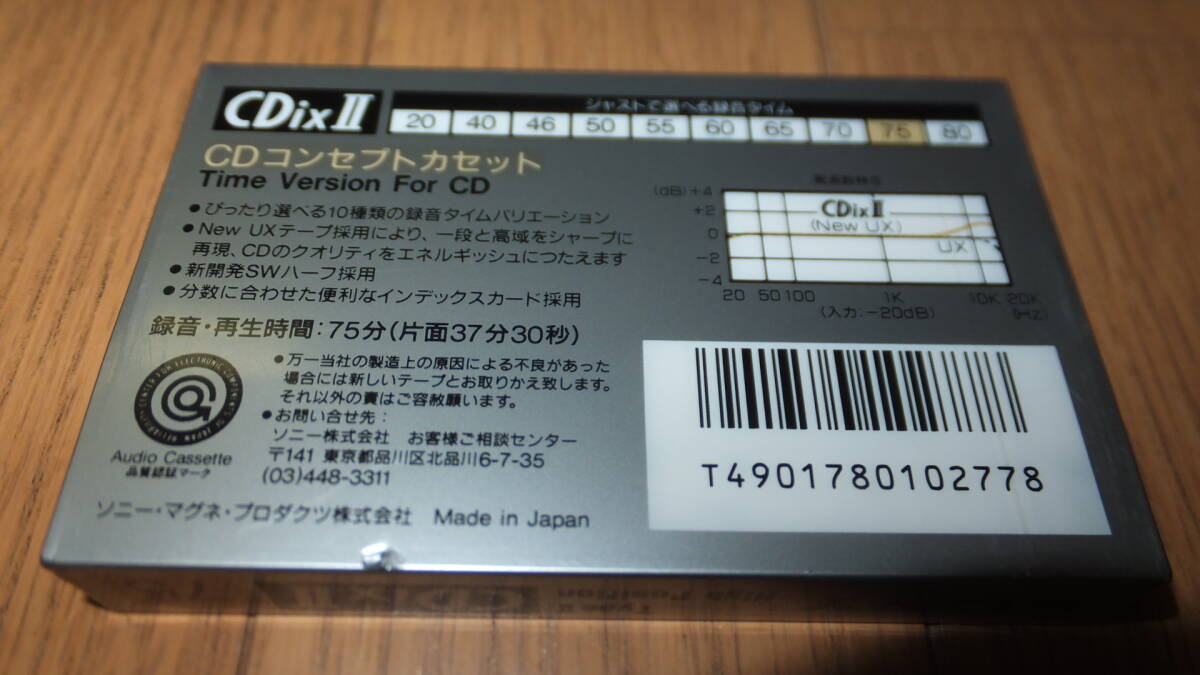 CDix II
ジャストで選べる録音タイム
20 40 46 50 55 60 65 70 75 80
CDコンセプトカセット
Time Version For CD
●ぴったり選べる10種類の録音タイムバリエーション
●New UXテープ採用により、一段と高域をシャープに
再現、CDのクオリティをエネルギッシュにつたえます
●新開発SWハーフ採用
●分数に合わせた便利なインデックスカード採用
録音・再生時間：75分（片面37分30秒）
周波数特性
(dB) +4
+2
0
-2
-4
CDix II
(New UX)
UX
20 50 100 1K 10K 20K
(入力：-20dB) (Hz)
●万一当社の製造上の原因による不良があった
場合には新しいテープとお取りかえ致します。
それ以外の責はご容赦願います。
●お問い合せ先：
ソニー株式会社 お客様ご相談センター
〒141 東京都品川区北品川6-7-35
(03)448-3311
Audio Cassette
品質認証マーク
ソニー・マグネ・プロダクツ株式会社 Made in Japan
T4901780102778
Type II
High Position